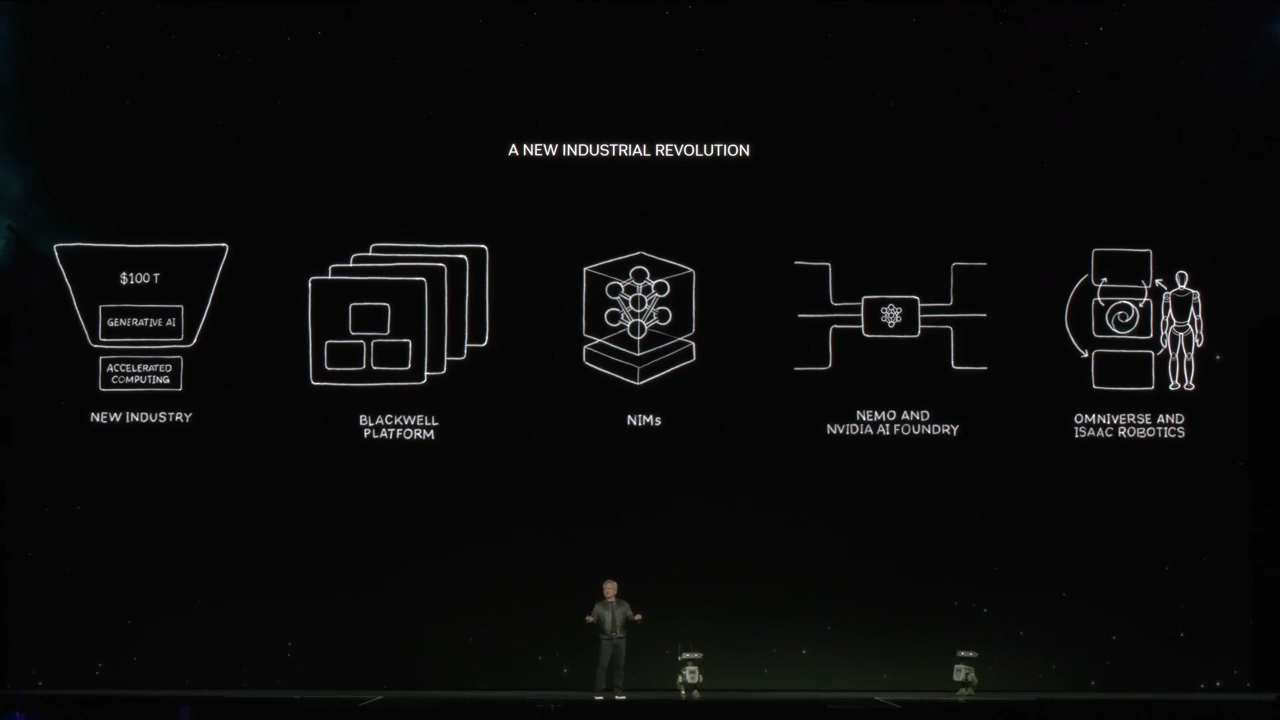 A NEW INDUSTRIAL REVOLUTION
$100 T
GENERATIVE AI
ACCELERATED
COMPUTING
NEW INDUSTRY
BLACKWELL
PLATFORM
NIMs
NEMO AND
NVIDIA AI FOUNDRY
OMNIVERSE AND
ISAAC ROBOTICS